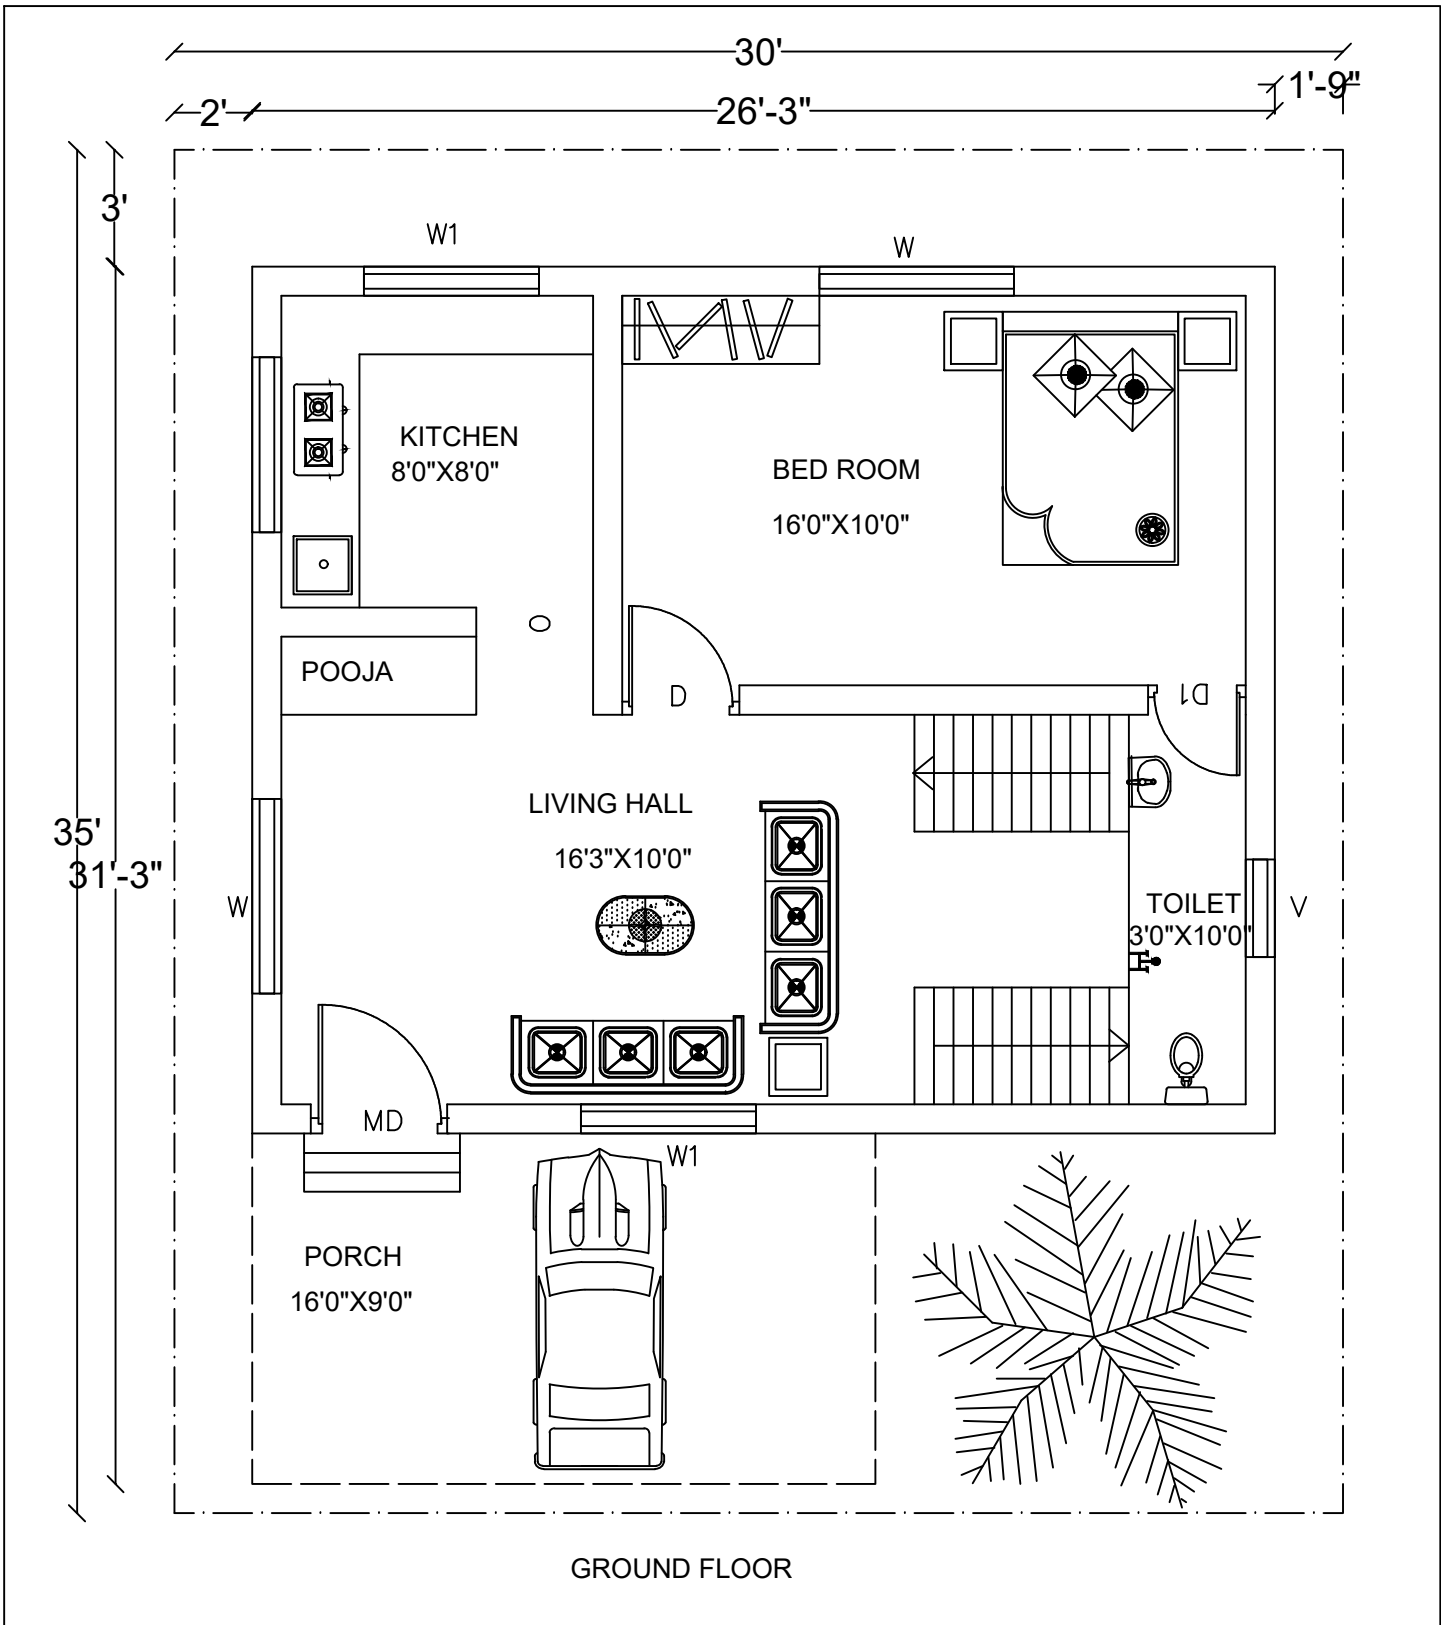 30'
1'-9"
2'
26'-3"
3'
W1
W
KITCHEN
8'0"X8'0"
BED ROOM
16'0"X10'0"
POOJA
D
D1
LIVING HALL
16'3"X10'0"
35'
31'-3"
W
TOILET
3'0"X10'0"
V
MD
W1
PORCH
16'0"X9'0"
GROUND FLOOR